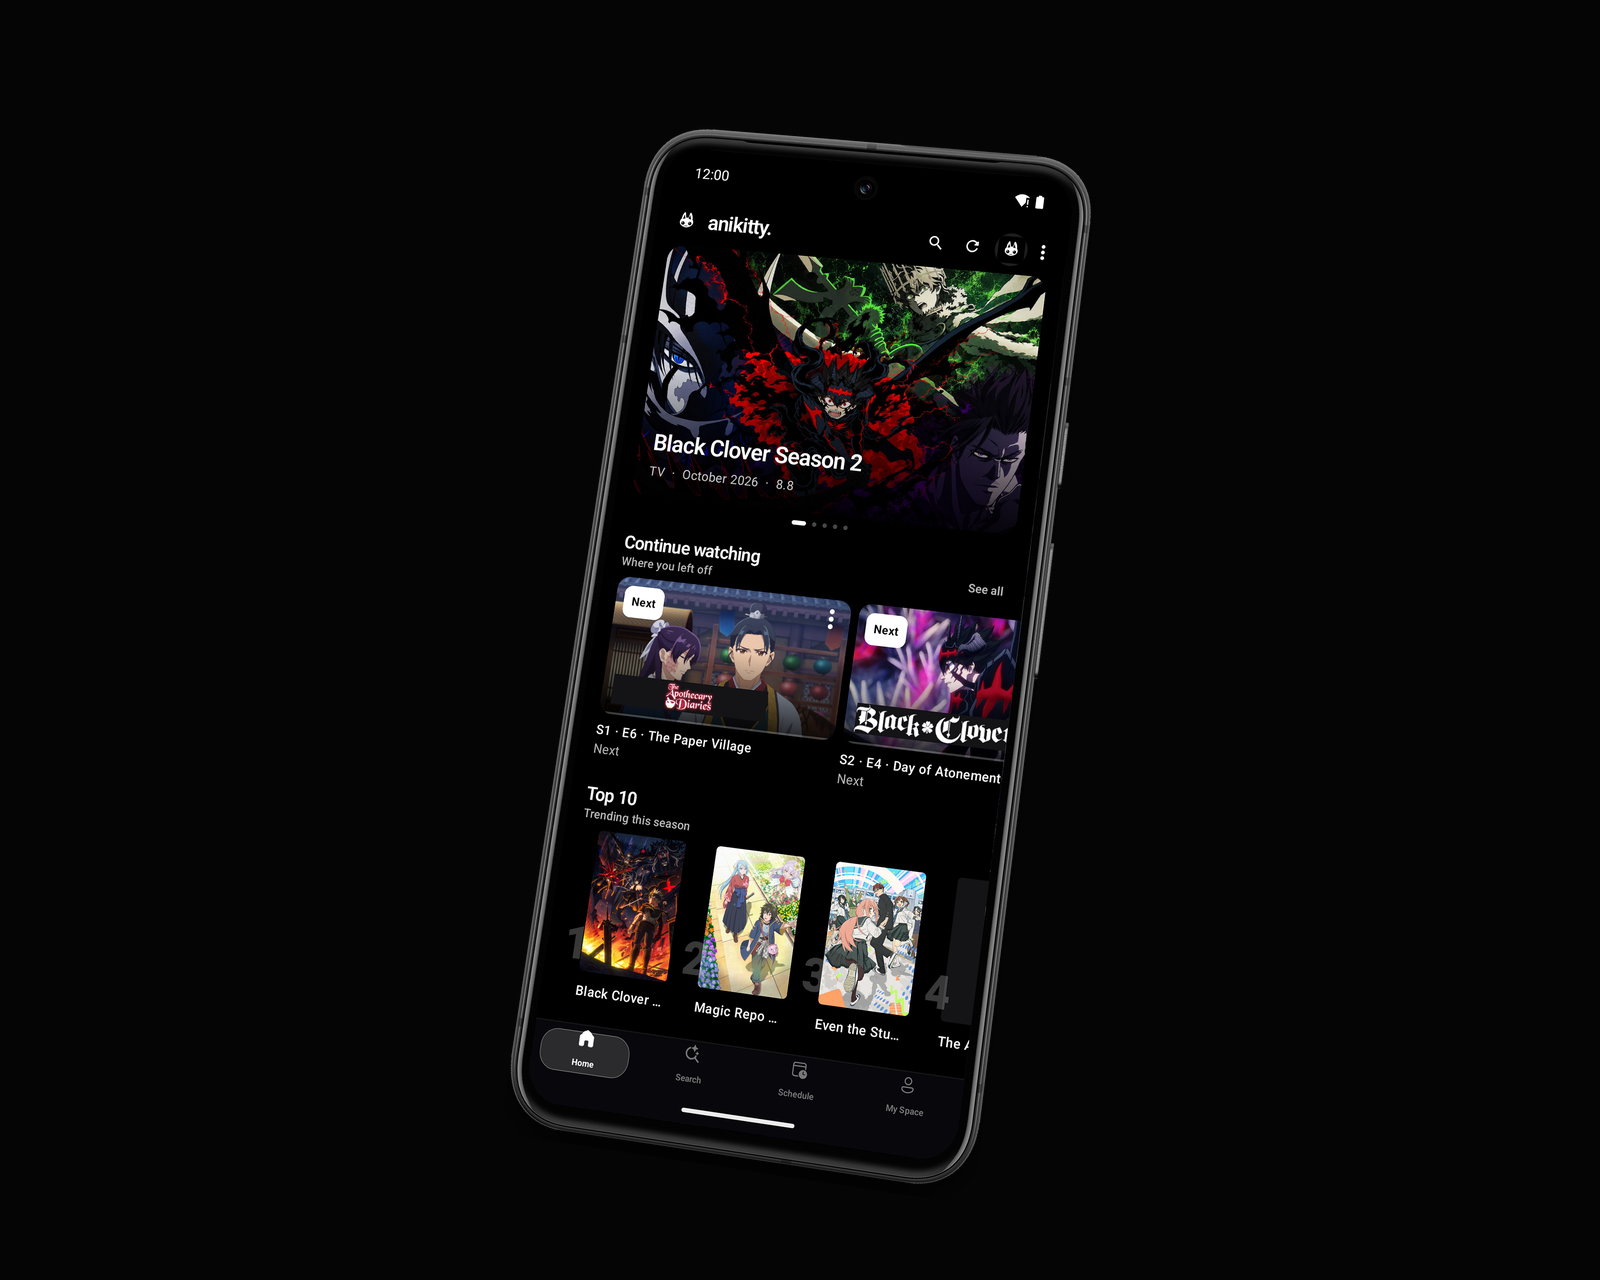 12:00
anikitty.
Black Clover Season 2
TV · October 2026 · 8.8
Continue watching
Where you left off
See all
Next
The Apothecary Diaries
S1 · E6 · The Paper Village
Next
Next
Black Clover
S2 · E4 · Day of Atonement
Next
Top 10
Trending this season
1
Black Clover ...
2
Magic Repo ...
3
Even the Stu...
4
The A
Home
Search
Schedule
My Space